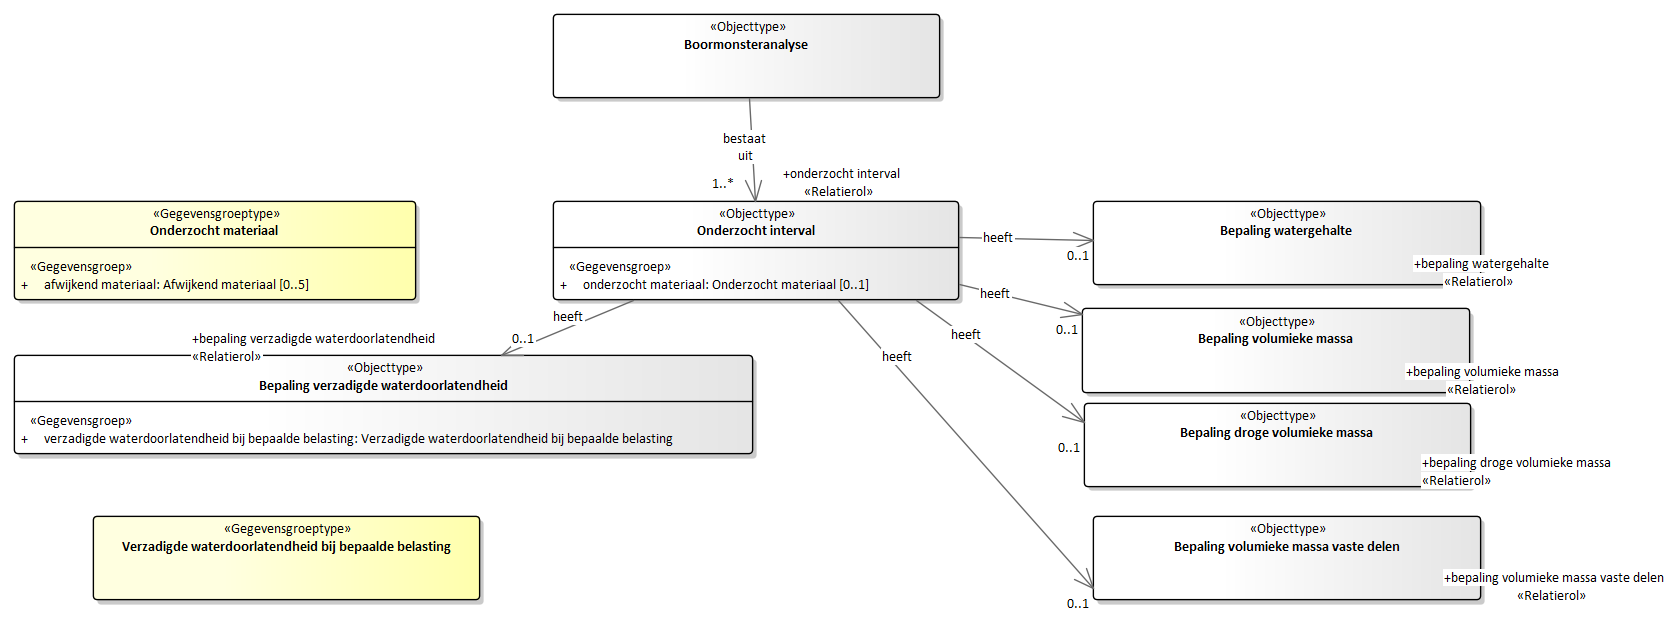 «Objecttype»
Boormonsteranalyse
bestaat
uit
1..*
+onderzocht interval
«Relatierol»
«Gegevensgroeptype»
Onderzocht materiaal
«Gegevensgroep»
+ afwijkend materiaal: Afwijkend materiaal [0..5]
«Objecttype»
Onderzocht interval
«Gegevensgroep»
+ onderzocht materiaal: Onderzocht materiaal [0..1]
heeft
0..1
«Objecttype»
Bepaling watergehalte
+bepaling watergehalte
«Relatierol»
heeft
0..1
«Objecttype»
Bepaling volumieke massa
+bepaling volumieke massa
«Relatierol»
heeft
0..1
+bepaling verzadigde waterdoorlatendheid
«Relatierol»
«Objecttype»
Bepaling verzadigde waterdoorlatendheid
«Gegevensgroep»
+ verzadigde waterdoorlatendheid bij bepaalde belasting: Verzadigde waterdoorlatendheid bij bepaalde belasting
heeft
0..1
«Objecttype»
Bepaling droge volumieke massa
+bepaling droge volumieke massa
«Relatierol»
heeft
0..1
«Objecttype»
Bepaling volumieke massa vaste delen
+bepaling volumieke massa vaste delen
«Relatierol»
«Gegevensgroeptype»
Verzadigde waterdoorlatendheid bij bepaalde belasting